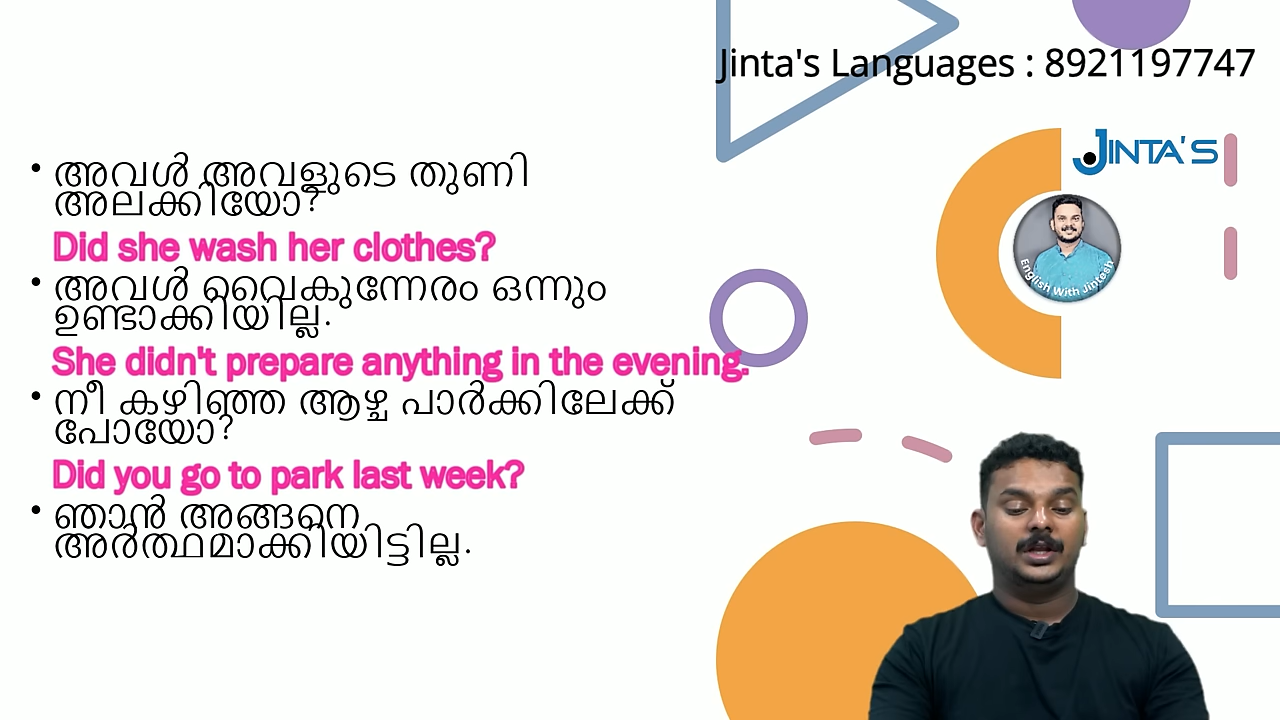 Jinta's Languages : 8921197747
JINTA'S
English With Jintesh
• അവൾ അവളുടെ തുണി
അലക്കിയോ?
Did she wash her clothes?
• അവൾ വൈകുന്നേരം ഒന്നും
ഉണ്ടാക്കിയില്ല.
She didn't prepare anything in the evening.
• നീ കഴിഞ്ഞ ആഴ്ച പാർക്കിലേക്ക്
പോയോ?
Did you go to park last week?
• ഞാൻ അങ്ങനെ
അർത്ഥമാക്കിയിട്ടില്ല.